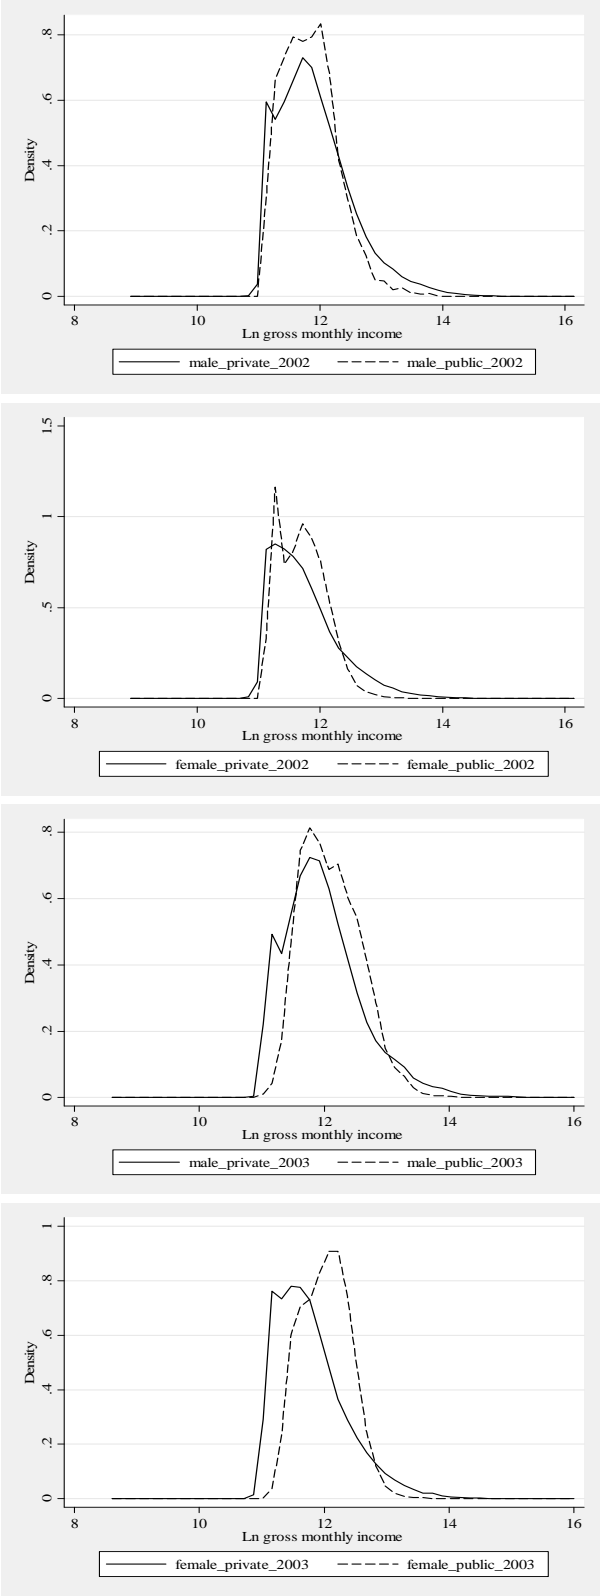 .8
.6
.4
.2
0
Density
8 10 12 14 16
Ln gross monthly income
male_private_2002 male_public_2002
1.5
1
.5
0
Density
8 10 12 14 16
Ln gross monthly income
female_private_2002 female_public_2002
.8
.6
.4
.2
0
Density
8 10 12 14 16
Ln gross monthly income
male_private_2003 male_public_2003
1
.8
.6
.4
.2
0
Density
8 10 12 14 16
Ln gross monthly income
female_private_2003 female_public_2003